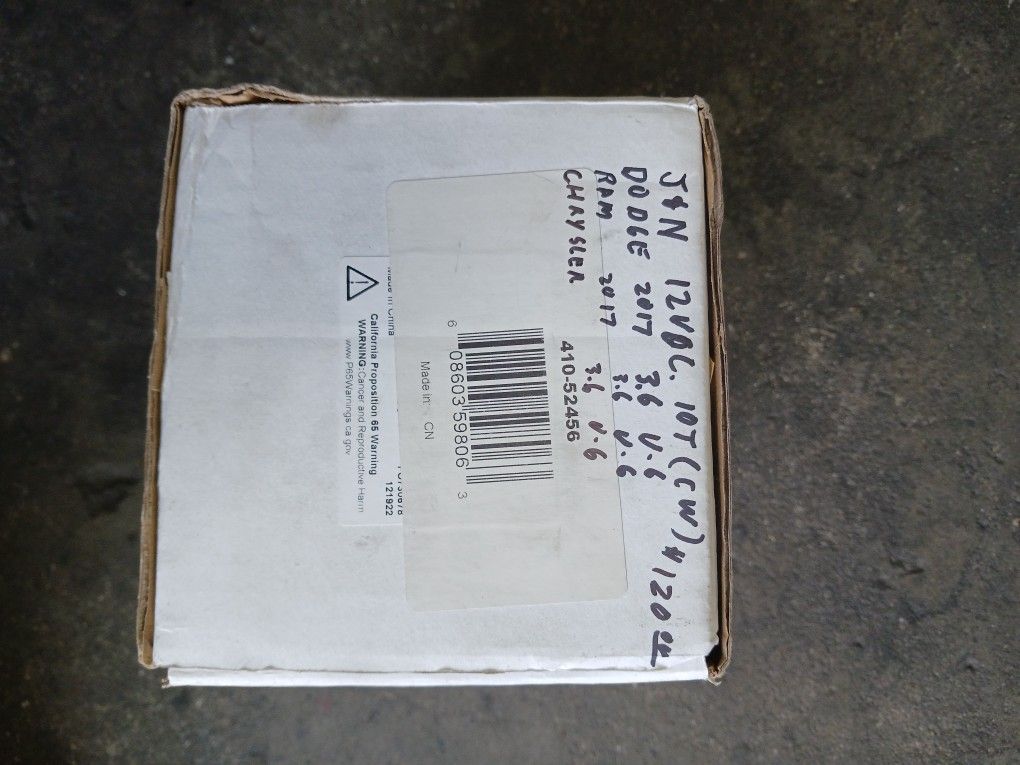 J&N 12VDC. 10T (CW) $120.00
DODGE 2017 3.6 V-6
RAM 2017 3.6 V-6
CHRYSLER 3.6 V-6
410-52456
6 08603 59806 3
Made in: CN
121922
Made in China
California Proposition 65 Warning
WARNING: Cancer and Reproductive Harm
www.P65Warnings.ca.gov